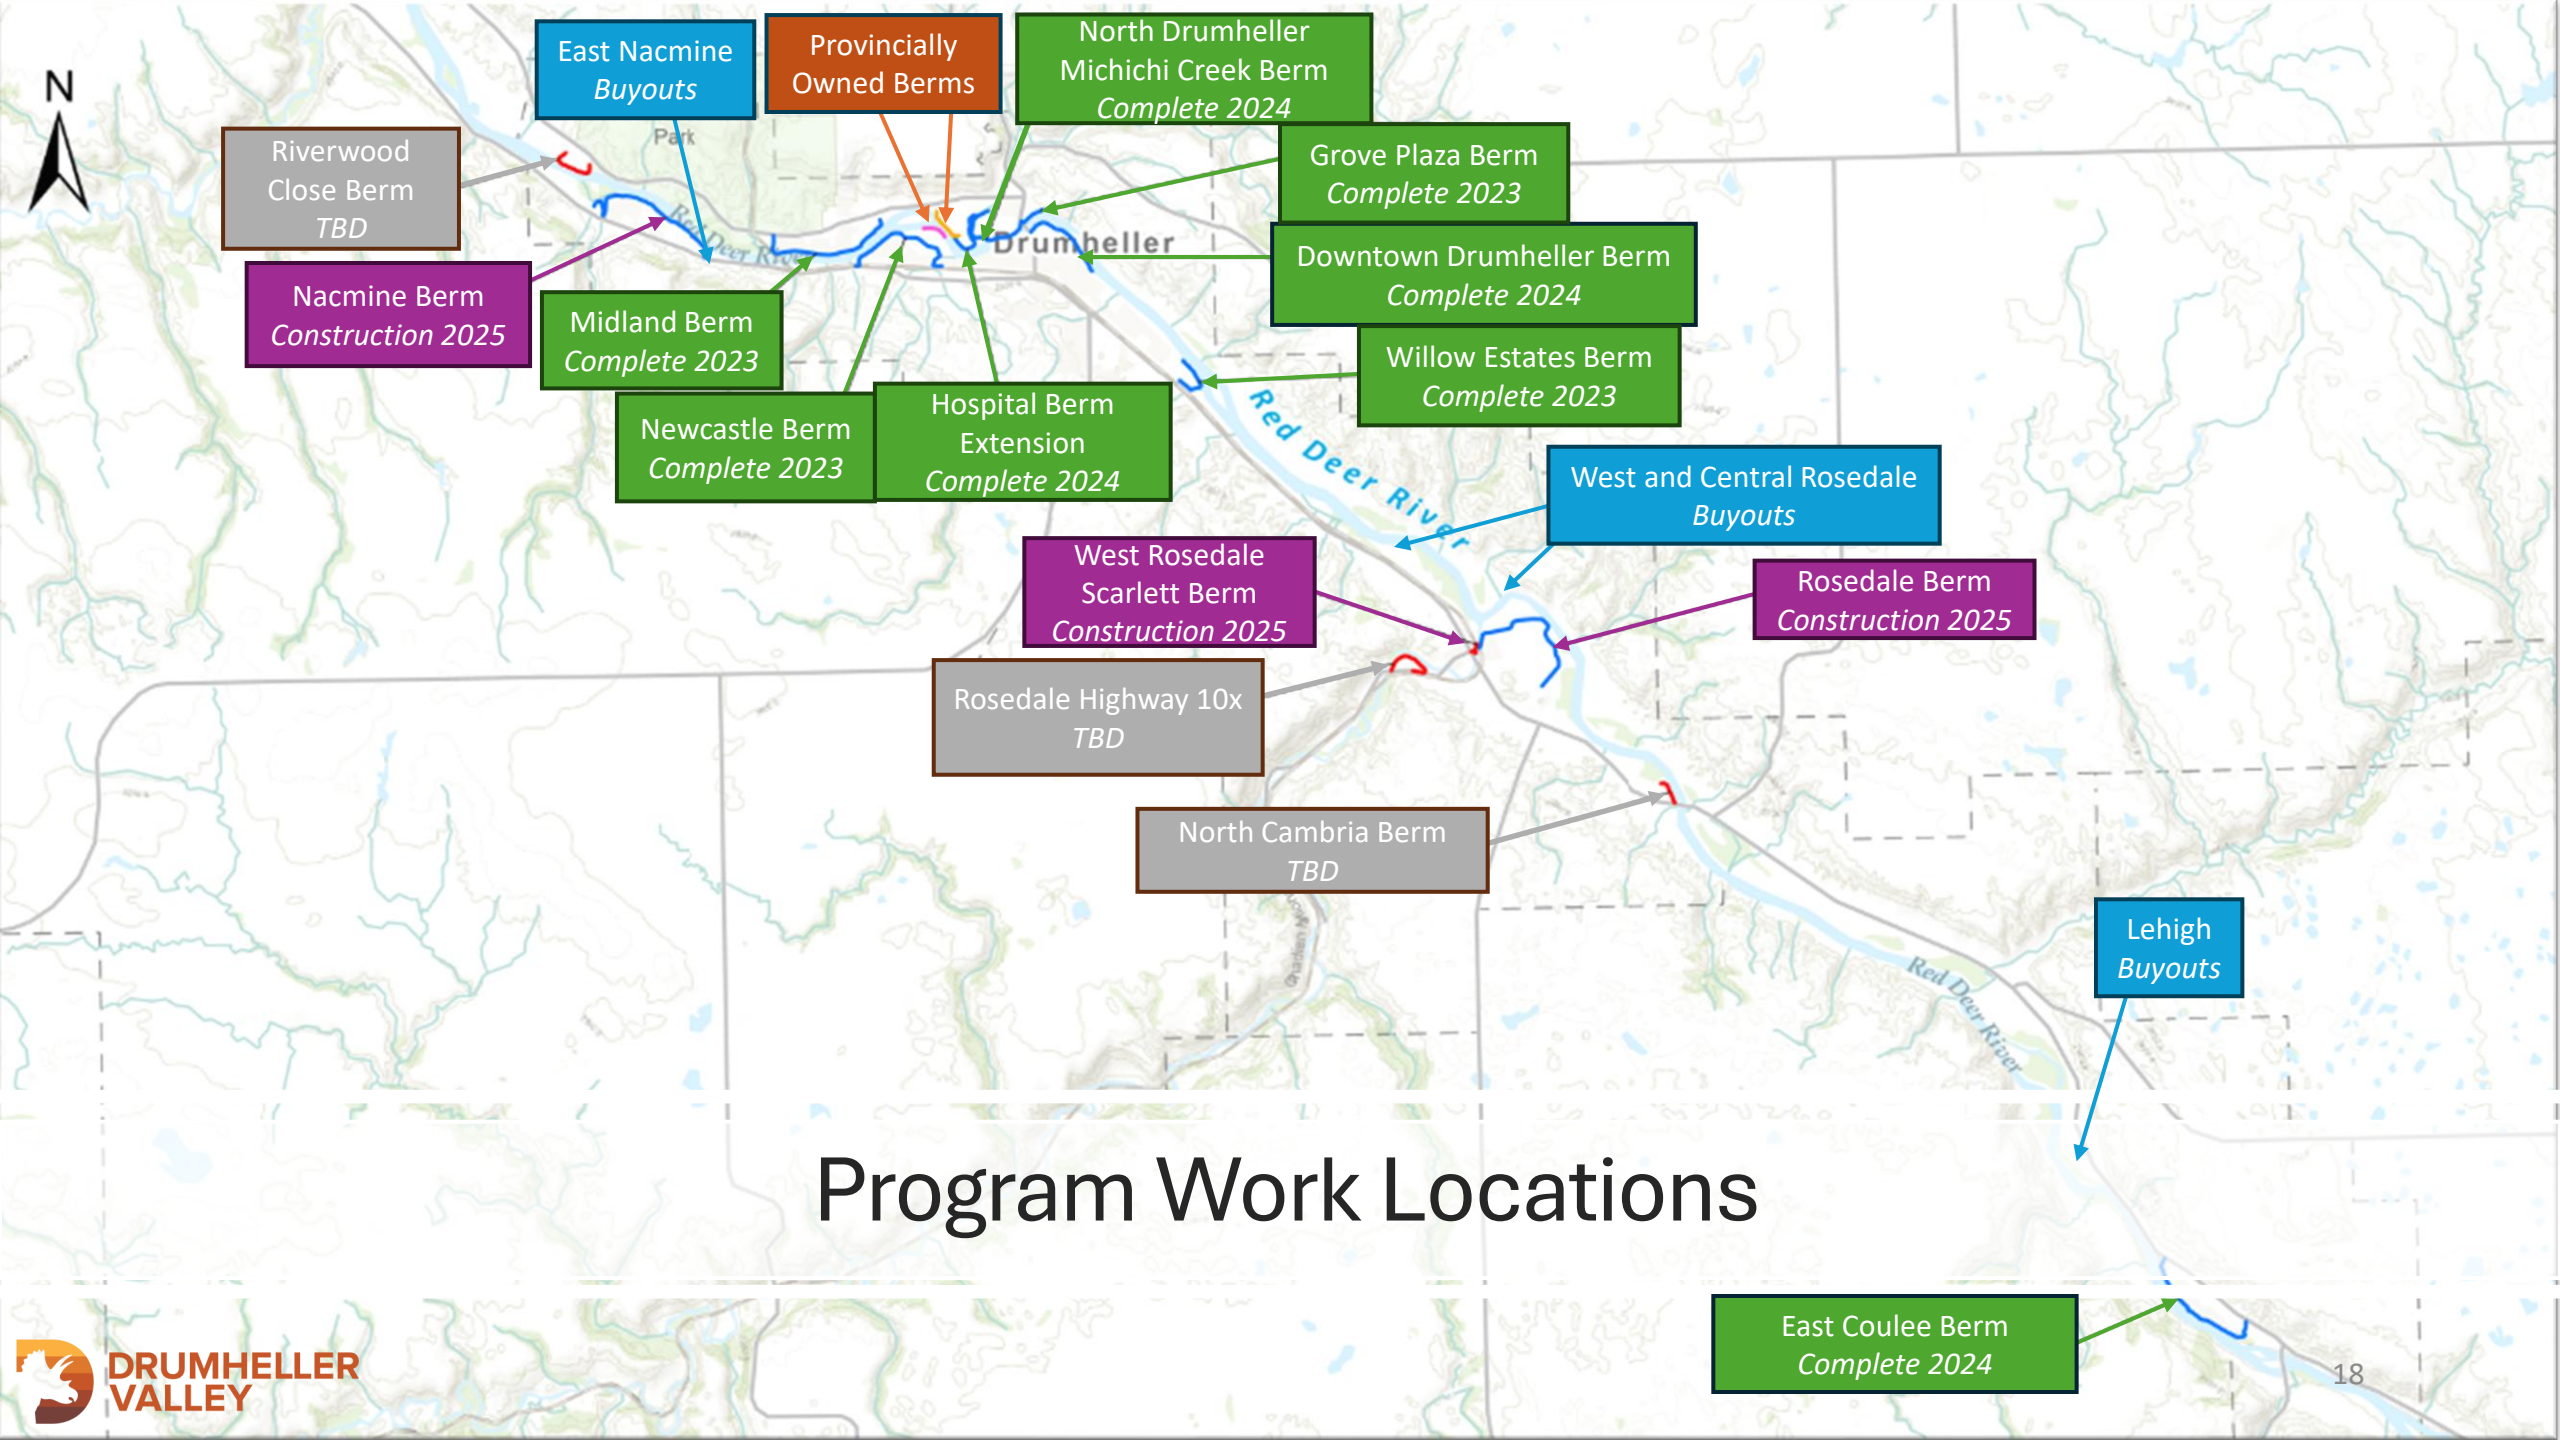 N
East Nacmine
Buyouts
Provincially
Owned Berms
North Drumheller
Michichi Creek Berm
Complete 2024
Park
Riverwood
Close Berm
TBD
Grove Plaza Berm
Complete 2023
Red Deer River
Drumheller
Nacmine Berm
Construction 2025
Downtown Drumheller Berm
Complete 2024
Midland Berm
Complete 2023
Willow Estates Berm
Complete 2023
Newcastle Berm
Complete 2023
Hospital Berm
Extension
Complete 2024
Red Deer River
West and Central Rosedale
Buyouts
West Rosedale
Scarlett Berm
Construction 2025
Rosedale Berm
Construction 2025
Rosedale Highway 10x
TBD
North Cambria Berm
TBD
Lehigh
Buyouts
Red Deer River
Program Work Locations
East Coulee Berm
Complete 2024
DRUMHELLER
VALLEY
18